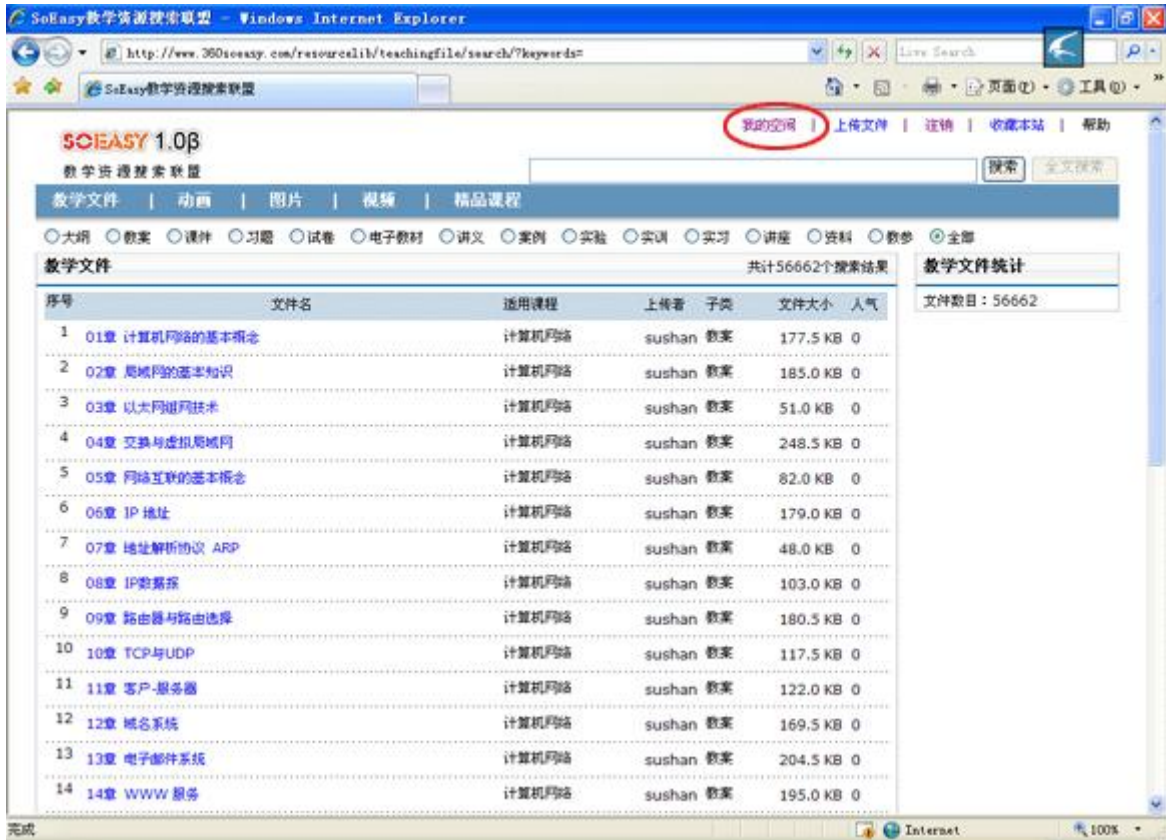 SoEasy教学资源搜索联盟 - Windows Internet Explorer
http://www.360soeasy.com/resourcelib/teachingfile/search/?keywords=
Live Search
SoEasy教学资源搜索联盟
页面(P)
工具(O)
我的空间 | 上传文件 | 注销 | 收藏本站 | 帮助
SOEASY 1.0β
教学资源搜索联盟
搜索 全文搜索
教学文件 | 动画 | 图片 | 视频 | 精品课程
大纲 教案 课件 习题 试卷 电子教材 讲义 案例 实验 实训 实习 讲座 资料 教参 全部
教学文件 共计56662个搜索结果
教学文件统计
文件数目：56662
序号 文件名 适用课程 上传者 子类 文件大小 人气
1 01章 计算机网络的基本概念 计算机网络 sushan 教案 177.5 KB 0
2 02章 局域网的基本知识 计算机网络 sushan 教案 185.0 KB 0
3 03章 以太网组网技术 计算机网络 sushan 教案 51.0 KB 0
4 04章 交换与虚拟局域网 计算机网络 sushan 教案 248.5 KB 0
5 05章 网络互联的基本概念 计算机网络 sushan 教案 82.0 KB 0
6 06章 IP 地址 计算机网络 sushan 教案 179.0 KB 0
7 07章 地址解析协议 ARP 计算机网络 sushan 教案 48.0 KB 0
8 08章 IP数据报 计算机网络 sushan 教案 103.0 KB 0
9 09章 路由器与路由选择 计算机网络 sushan 教案 180.5 KB 0
10 10章 TCP与UDP 计算机网络 sushan 教案 117.5 KB 0
11 11章 客户-服务器 计算机网络 sushan 教案 122.0 KB 0
12 12章 域名系统 计算机网络 sushan 教案 169.5 KB 0
13 13章 电子邮件系统 计算机网络 sushan 教案 204.5 KB 0
14 14章 WWW 服务 计算机网络 sushan 教案 195.0 KB 0
完成 Internet 100%